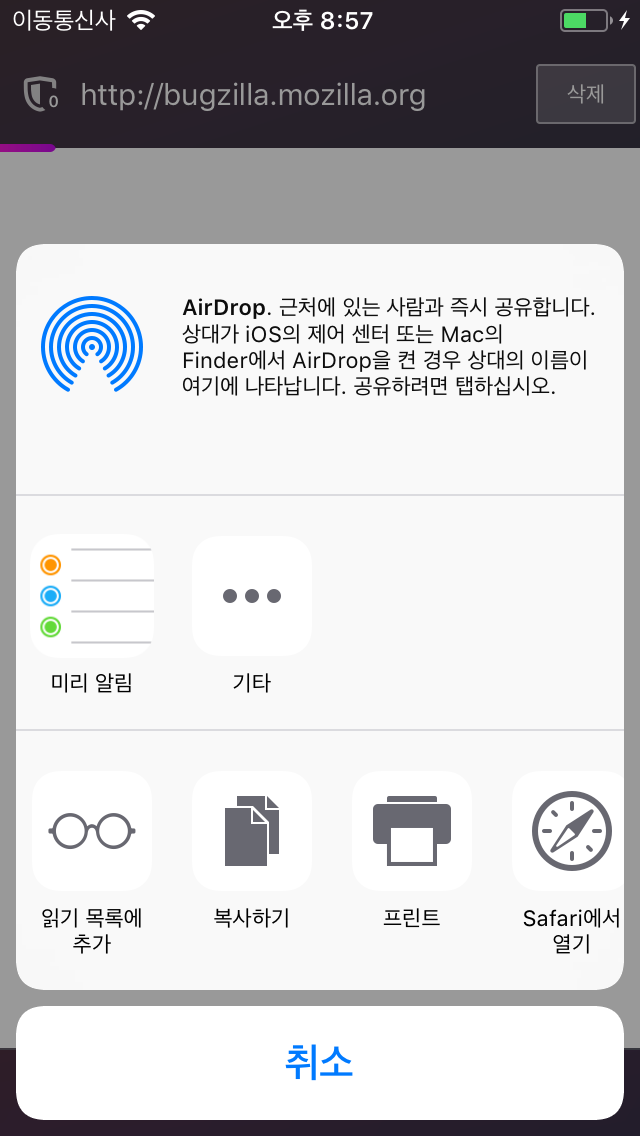 이동통신사
오후 8:57
0
http://bugzilla.mozilla.org
삭제
AirDrop. 근처에 있는 사람과 즉시 공유합니다.
상대가 iOS의 제어 센터 또는 Mac의
Finder에서 AirDrop을 켠 경우 상대의 이름이
여기에 나타납니다. 공유하려면 탭하십시오.
미리 알림
기타
읽기 목록에
추가
복사하기
프린트
Safari에서
열기
취소